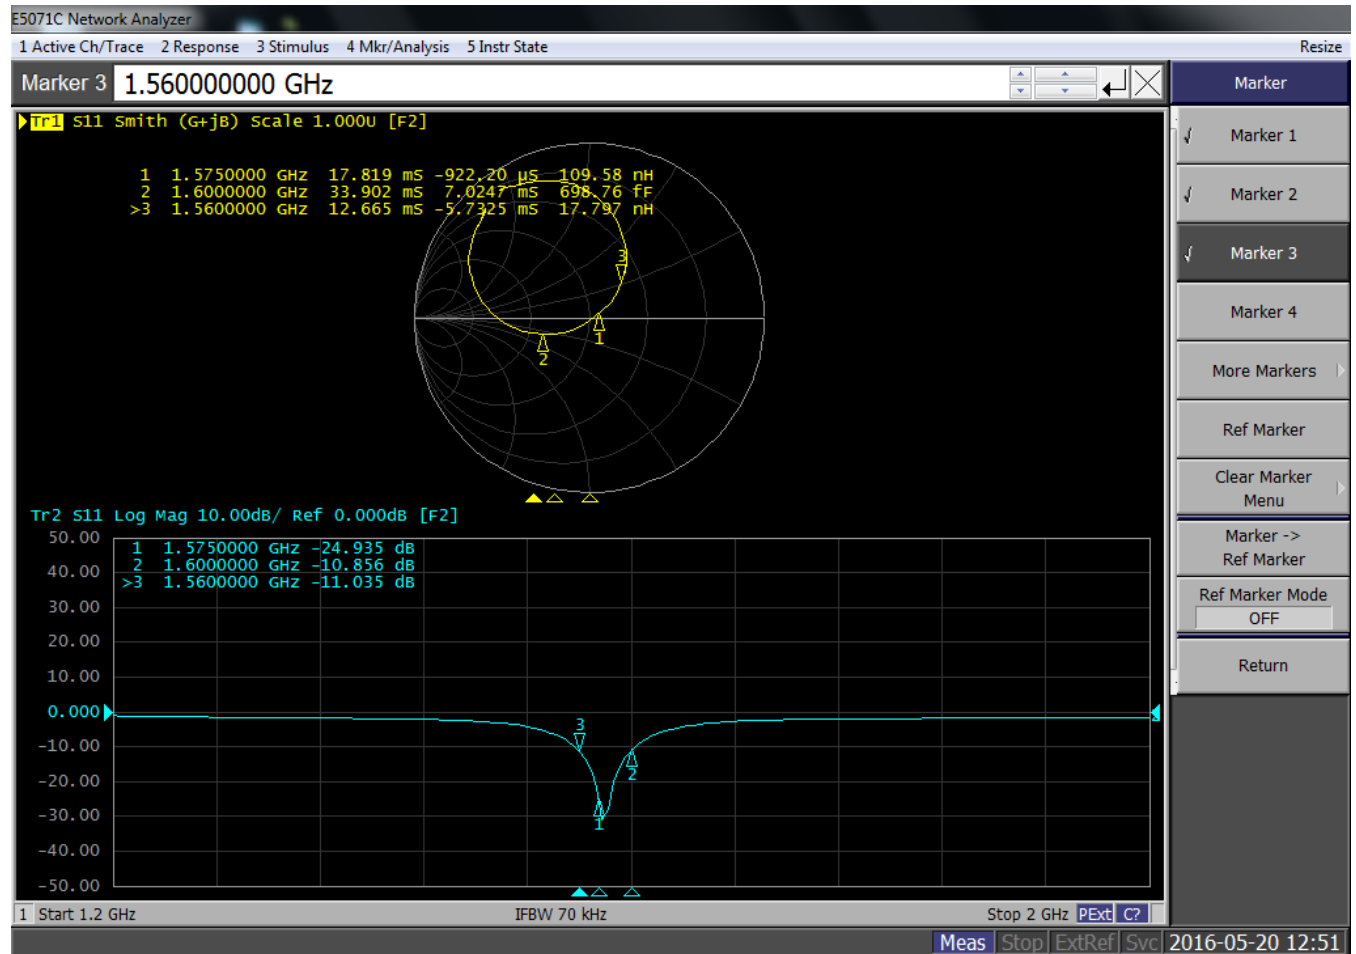 E5071C Network Analyzer
1 Active Ch/Trace 2 Response 3 Stimulus 4 Mkr/Analysis 5 Instr State Resize
Marker 3 1.560000000 GHz
Marker
Tr1 S11 Smith (G+jB) Scale 1.000U [F2]
1 1.5750000 GHz 17.819 mS -922.20 µS 109.58 nH
2 1.6000000 GHz 33.902 mS 7.0247 mS 698.76 fF
>3 1.5600000 GHz 12.665 mS -5.7325 mS 17.797 nH
3
1
2
Tr2 S11 Log Mag 10.00dB/ Ref 0.000dB [F2]
50.00
1 1.5750000 GHz -24.935 dB
2 1.6000000 GHz -10.856 dB
>3 1.5600000 GHz -11.035 dB
40.00
30.00
20.00
10.00
0.000
-10.00
-20.00
-30.00
-40.00
-50.00
3
2
1
1 Start 1.2 GHz IFBW 70 kHz Stop 2 GHz PExt C?
Marker 1
Marker 2
Marker 3
Marker 4
More Markers
Ref Marker
Clear Marker
Menu
Marker ->
Ref Marker
Ref Marker Mode
OFF
Return
Meas Stop ExtRef Svc 2016-05-20 12:51